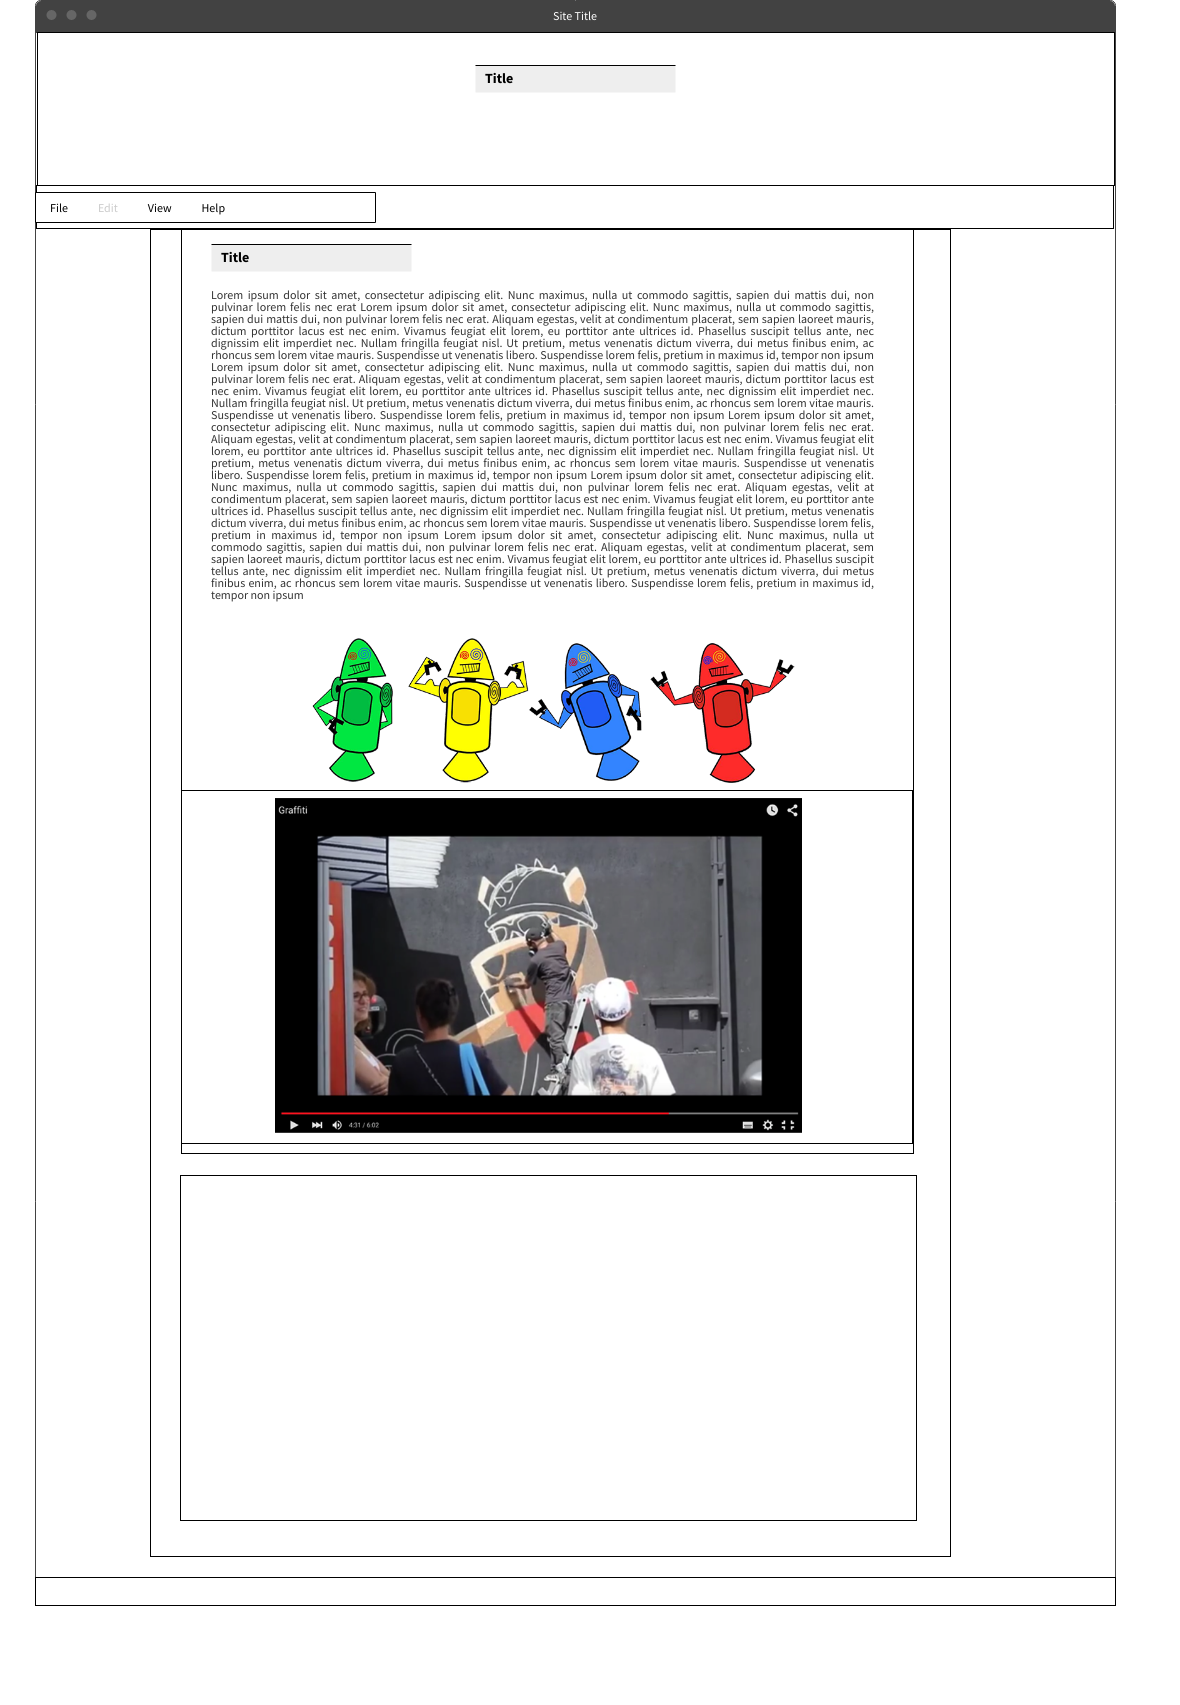 Site Title
Title
File Edit View Help
Title
Lorem ipsum dolor sit amet, consectetur adipiscing elit. Nunc maximus, nulla ut commodo sagittis, sapien dui mattis dui, non
pulvinar lorem felis nec erat Lorem ipsum dolor sit amet, consectetur adipiscing elit. Nunc maximus, nulla ut commodo sagittis,
sapien dui mattis dui, non pulvinar lorem felis nec erat. Aliquam egestas, velit at condimentum placerat, sem sapien laoreet mauris,
dictum porttitor lacus est nec enim. Vivamus feugiat elit lorem, eu porttitor ante ultrices id. Phasellus suscipit tellus ante, nec
dignissim elit imperdiet nec. Nullam fringilla feugiat nisl. Ut pretium, metus venenatis dictum viverra, dui metus finibus enim, ac
rhoncus sem lorem vitae mauris. Suspendisse ut venenatis libero. Suspendisse lorem felis, pretium in maximus id, tempor non ipsum
Lorem ipsum dolor sit amet, consectetur adipiscing elit. Nunc maximus, nulla ut commodo sagittis, sapien dui mattis dui, non
pulvinar lorem felis nec erat. Aliquam egestas, velit at condimentum placerat, sem sapien laoreet mauris, dictum porttitor lacus est
nec enim. Vivamus feugiat elit lorem, eu porttitor ante ultrices id. Phasellus suscipit tellus ante, nec dignissim elit imperdiet nec.
Nullam fringilla feugiat nisl. Ut pretium, metus venenatis dictum viverra, dui metus finibus enim, ac rhoncus sem lorem vitae mauris.
Suspendisse ut venenatis libero. Suspendisse lorem felis, pretium in maximus id, tempor non ipsum Lorem ipsum dolor sit amet,
consectetur adipiscing elit. Nunc maximus, nulla ut commodo sagittis, sapien dui mattis dui, non pulvinar lorem felis nec erat.
Aliquam egestas, velit at condimentum placerat, sem sapien laoreet mauris, dictum porttitor lacus est nec enim. Vivamus feugiat elit
lorem, eu porttitor ante ultrices id. Phasellus suscipit tellus ante, nec dignissim elit imperdiet nec. Nullam fringilla feugiat nisl. Ut
pretium, metus venenatis dictum viverra, dui metus finibus enim, ac rhoncus sem lorem vitae mauris. Suspendisse ut venenatis
libero. Suspendisse lorem felis, pretium in maximus id, tempor non ipsum Lorem ipsum dolor sit amet, consectetur adipiscing elit.
Nunc maximus, nulla ut commodo sagittis, sapien dui mattis dui, non pulvinar lorem felis nec erat. Aliquam egestas, velit at
condimentum placerat, sem sapien laoreet mauris, dictum porttitor lacus est nec enim. Vivamus feugiat elit lorem, eu porttitor ante
ultrices id. Phasellus suscipit tellus ante, nec dignissim elit imperdiet nec. Nullam fringilla feugiat nisl. Ut pretium, metus venenatis
dictum viverra, dui metus finibus enim, ac rhoncus sem lorem vitae mauris. Suspendisse ut venenatis libero. Suspendisse lorem felis,
pretium in maximus id, tempor non ipsum Lorem ipsum dolor sit amet, consectetur adipiscing elit. Nunc maximus, nulla ut
commodo sagittis, sapien dui mattis dui, non pulvinar lorem felis nec erat. Aliquam egestas, velit at condimentum placerat, sem
sapien laoreet mauris, dictum porttitor lacus est nec enim. Vivamus feugiat elit lorem, eu porttitor ante ultrices id. Phasellus suscipit
tellus ante, nec dignissim elit imperdiet nec. Nullam fringilla feugiat nisl. Ut pretium, metus venenatis dictum viverra, dui metus
finibus enim, ac rhoncus sem lorem vitae mauris. Suspendisse ut venenatis libero. Suspendisse lorem felis, pretium in maximus id,
tempor non ipsum
Graffiti
4:31 / 6:02